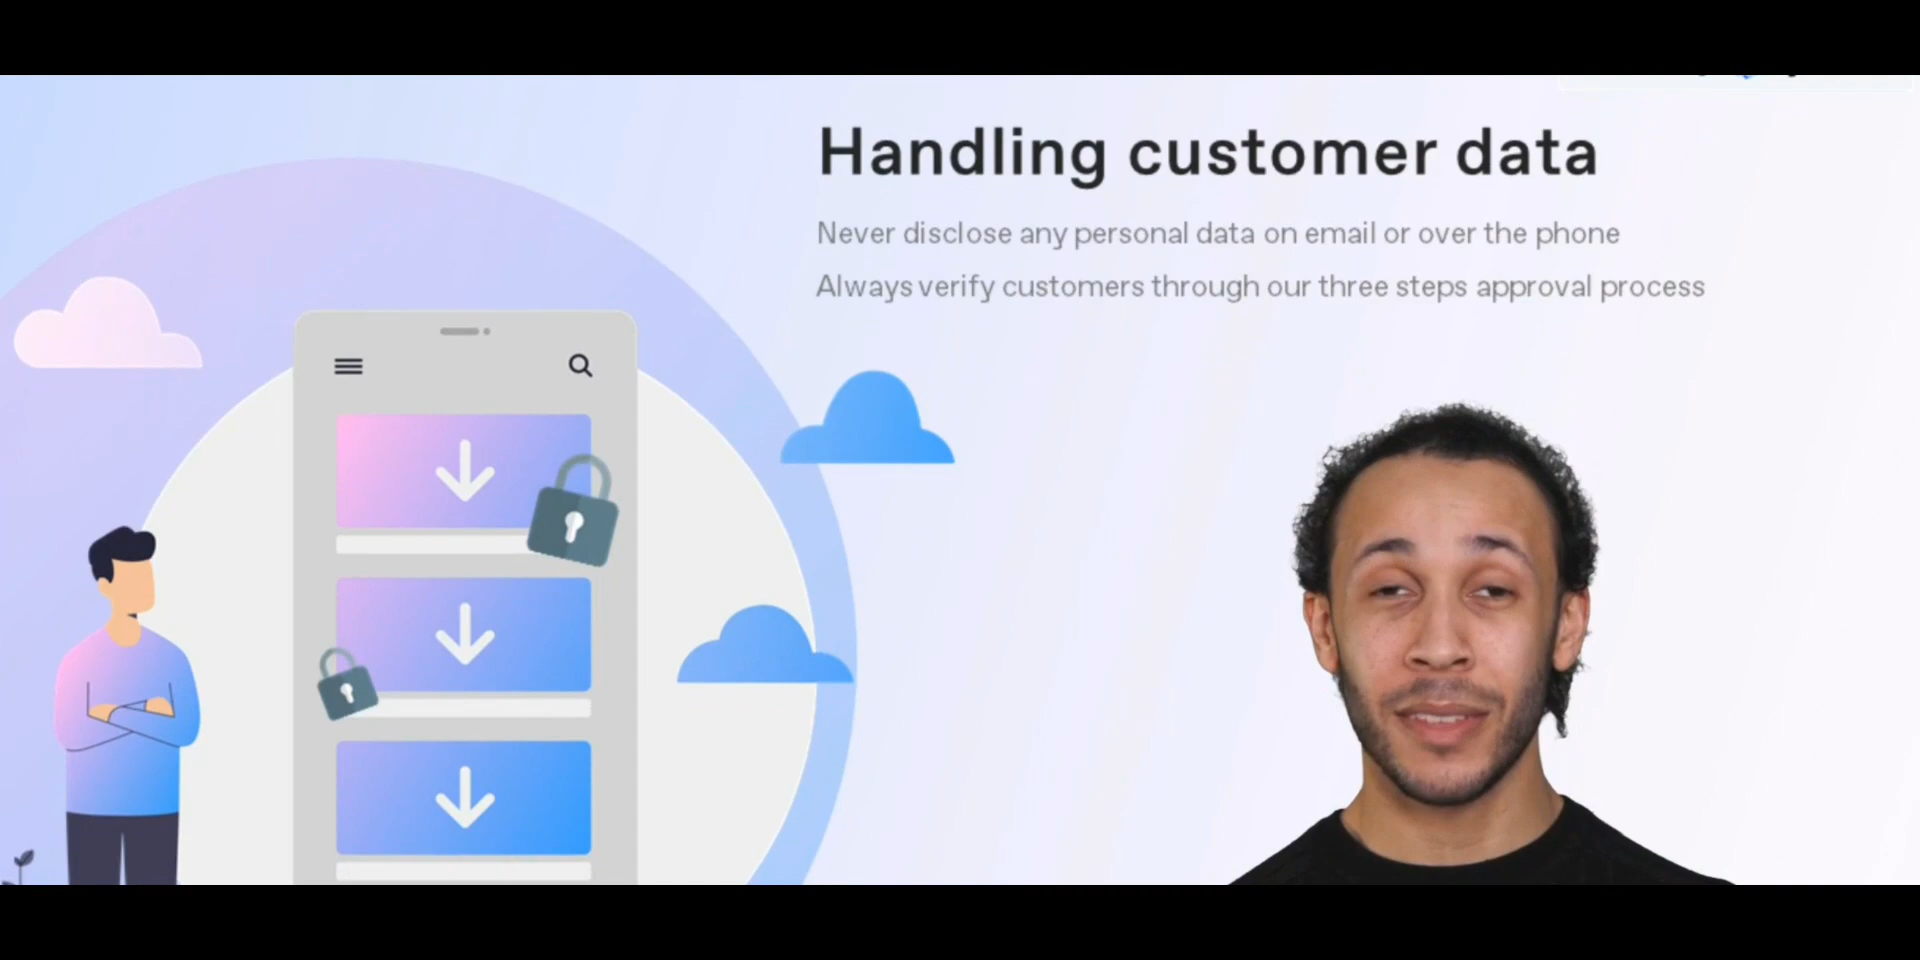 Handling customer data
Never disclose any personal data on email or over the phone
Always verify customers through our three steps approval process